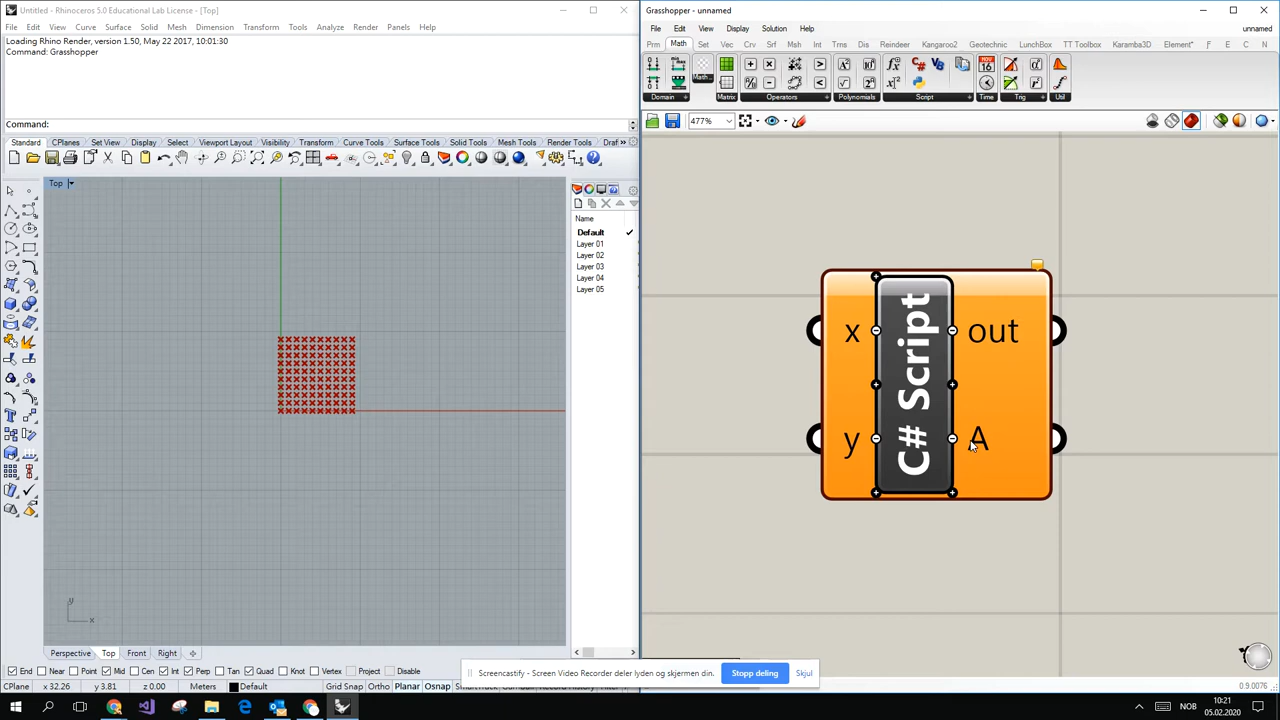 Untitled - Rhinoceros 5.0 Educational Lab License - [Top]
File Edit View Curve Surface Solid Mesh Dimension Transform Tools Analyze Render Panels Help
Loading Rhino Render, version 1.50, May 22 2017, 10:01:30
Command: Grasshopper
Command:
Standard CPlanes Set View Display Select Viewport Layout Visibility Transform Curve Tools Surface Tools Solid Tools Mesh Tools Render Tools Draf
Top
Name
Default
Layer 01
Layer 02
Layer 03
Layer 04
Layer 05
y
x
Perspective Top Front Right
End Near Point Mid Cen Int Perp Tan Quad Knot Vertex Project Disable
CPlane x 32.26 y 3.81 z 0.00 Meters Default Grid Snap Ortho Planar Osnap
Grasshopper - unnamed
File Edit View Display Solution Help unnamed
Prm Math Set Vec Crv Srf Msh Int Trns Dis Reindeer Kangaroo2 Geotechnic LunchBox TT Toolbox Karamba3D Element* E C N
Domain Math... Matrix Operators Polynomials Script Time Trig Util
477%
x
y
C# Script
out
A
Screencastify - Screen Video Recorder deler lyden og skjermen din.
Stopp deling
Skjul
0.9.0076
NOB
10:21
05.02.2020